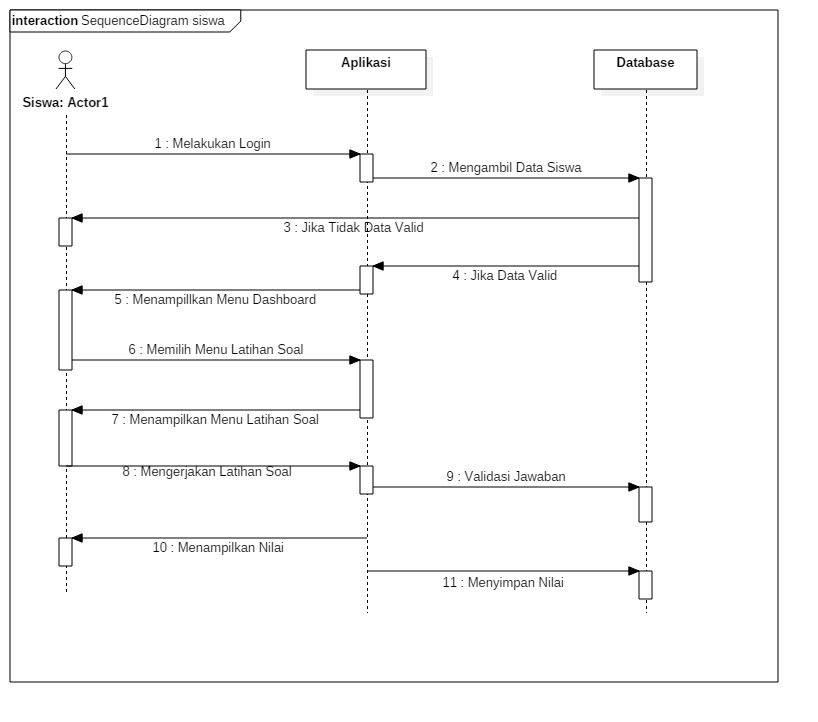 interaction SequenceDiagram siswa
Aplikasi
Database
Siswa: Actor1
1 : Melakukan Login
2 : Mengambil Data Siswa
3 : Jika Tidak Data Valid
4 : Jika Data Valid
5 : Menampillkan Menu Dashboard
6 : Memilih Menu Latihan Soal
7 : Menampilkan Menu Latihan Soal
8 : Mengerjakan Latihan Soal
9 : Validasi Jawaban
10 : Menampilkan Nilai
11 : Menyimpan Nilai